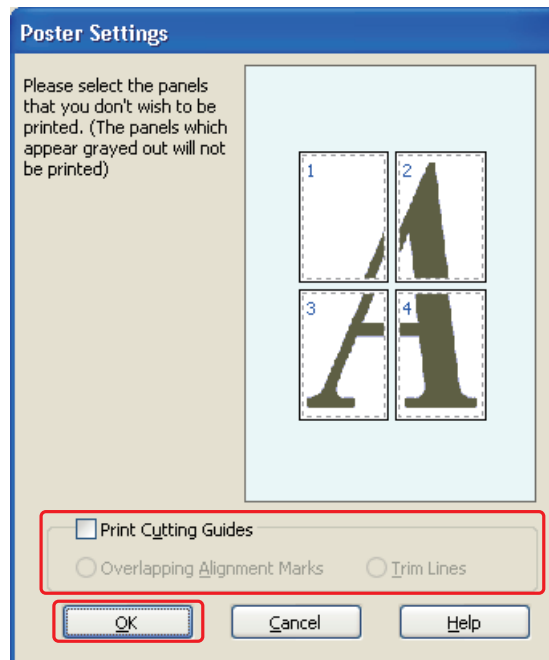 Poster Settings
Please select the panels
that you don't wish to be
printed. (The panels which
appear grayed out will not
be printed)
1 2
A
3 4
Print Cutting Guides
Overlapping Alignment Marks Trim Lines
OK Cancel Help